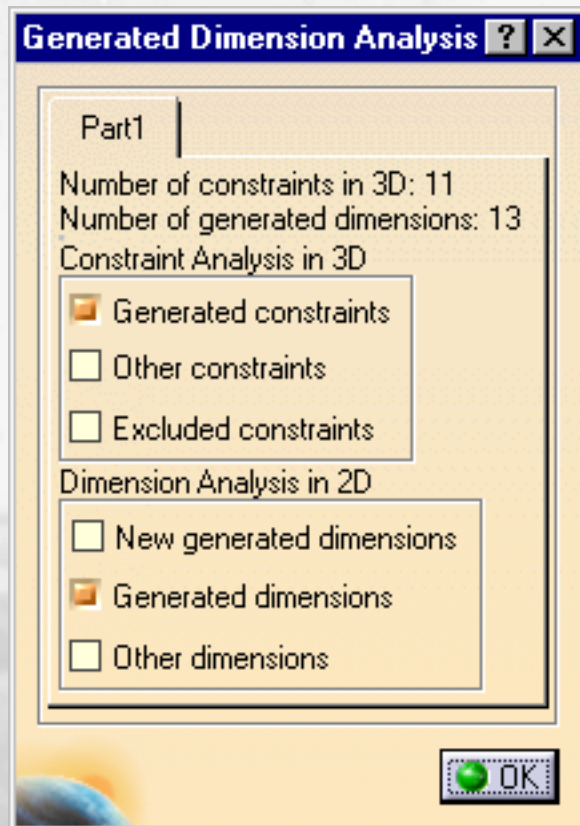 Generated Dimension Analysis ? X
Part1
Number of constraints in 3D: 11
Number of generated dimensions: 13
Constraint Analysis in 3D
Generated constraints
Other constraints
Excluded constraints
Dimension Analysis in 2D
New generated dimensions
Generated dimensions
Other dimensions
OK